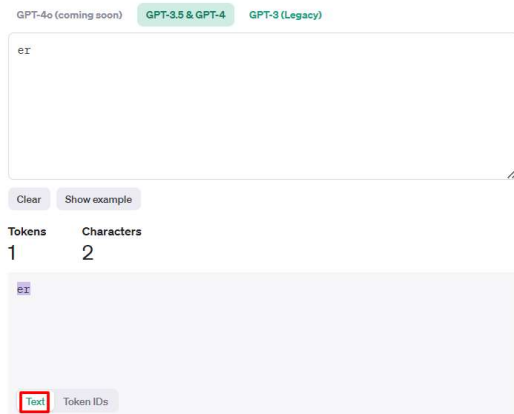 GPT-4o (coming soon) GPT-3.5 & GPT-4 GPT-3 (Legacy)
er
Clear Show example
Tokens Characters
1 2
er
Text Token IDs